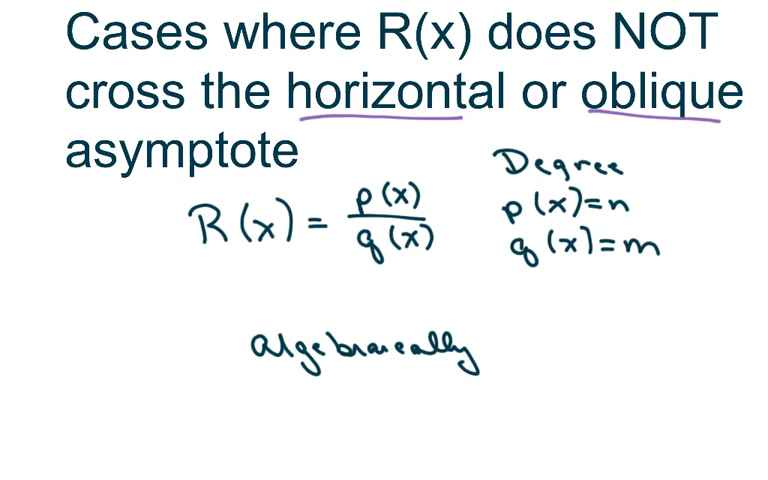 Cases where R(x) does NOT
cross the horizontal or oblique
asymptote
Degree
R(x) = p(x)/q(x)
p(x)=n
q(x)=m
algebraically